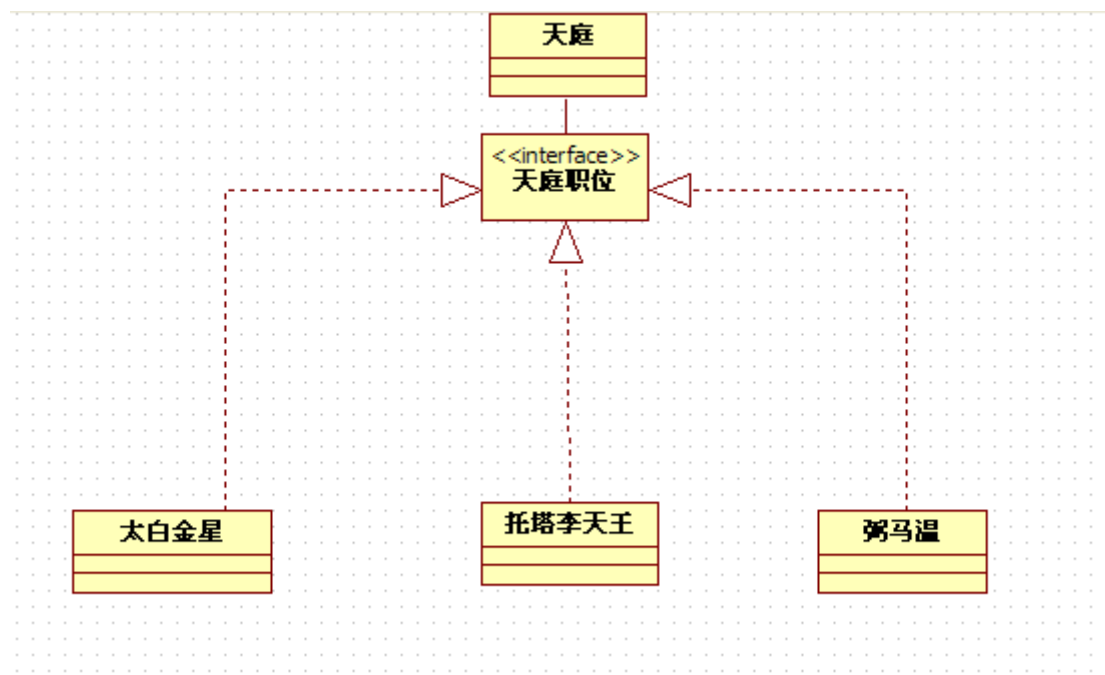 天庭
<<interface>>
天庭职位
太白金星
托塔李天王
弼马温